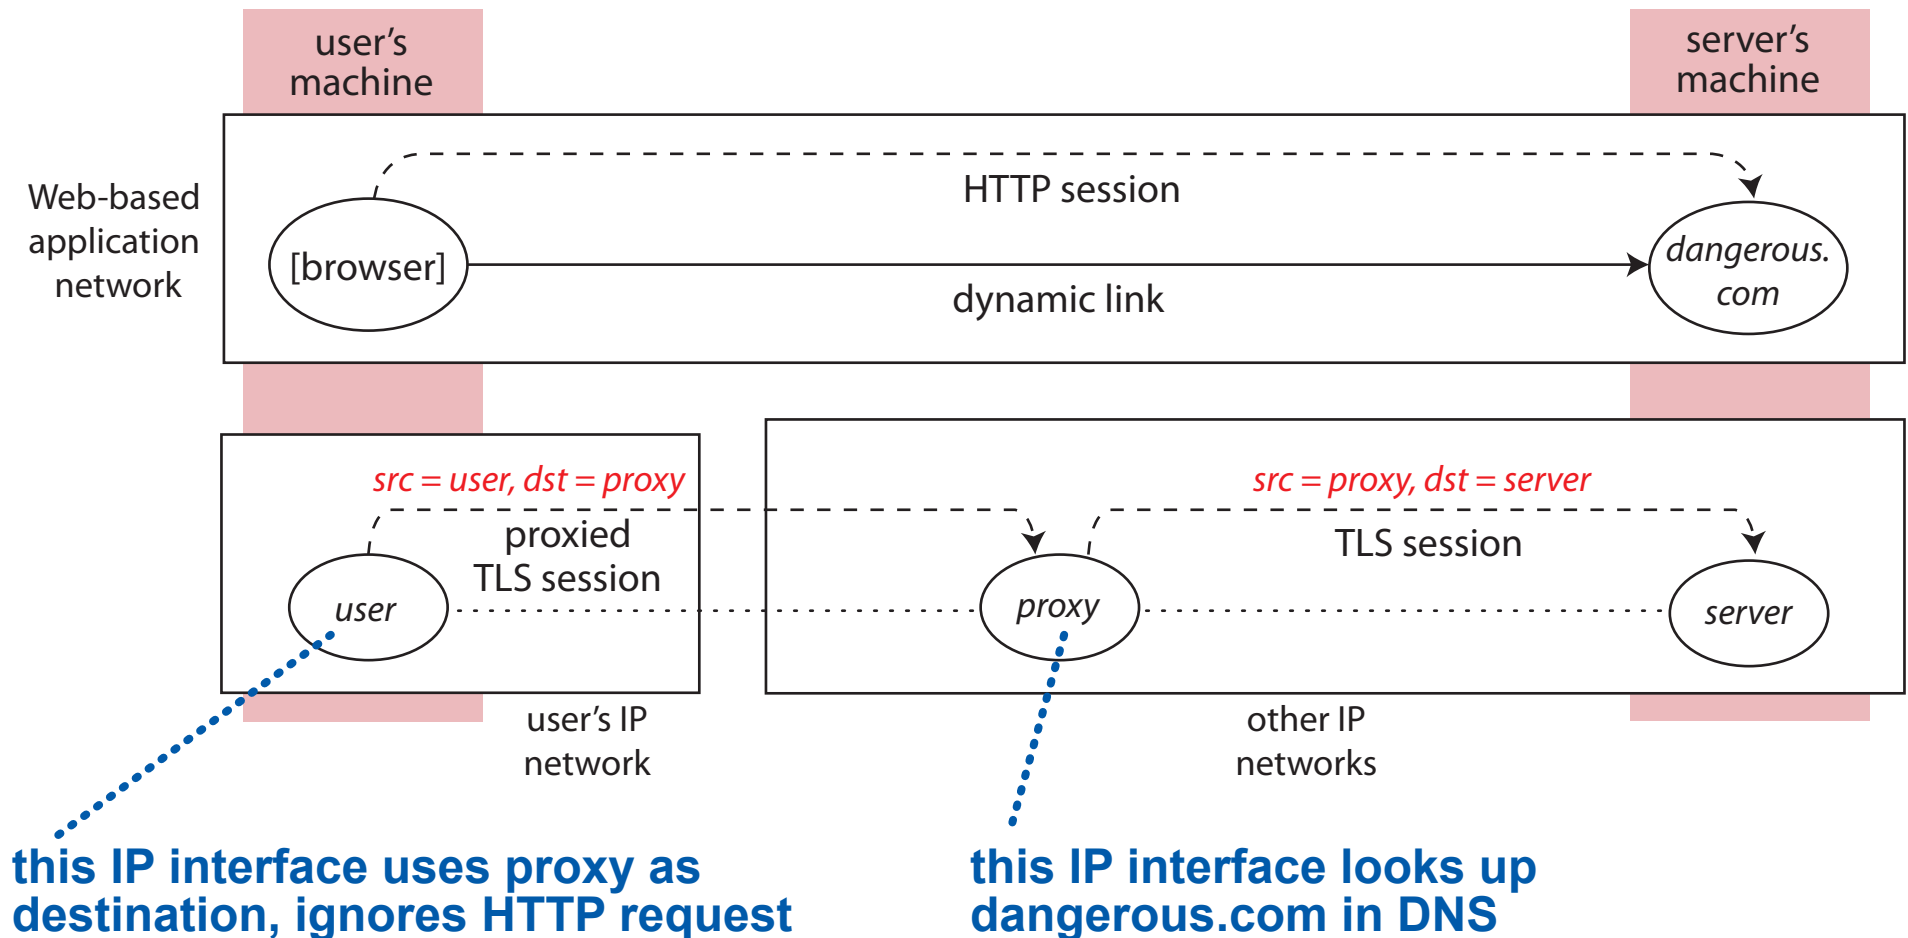 user’s
machine
server’s
machine
Web-based
application
network
HTTP session
[browser]
dynamic link
dangerous.
com
src = user, dst = proxy
src = proxy, dst = server
proxied
TLS session
TLS session
user
proxy
server
user’s IP
network
other IP
networks
this IP interface uses proxy as
destination, ignores HTTP request
this IP interface looks up
dangerous.com in DNS